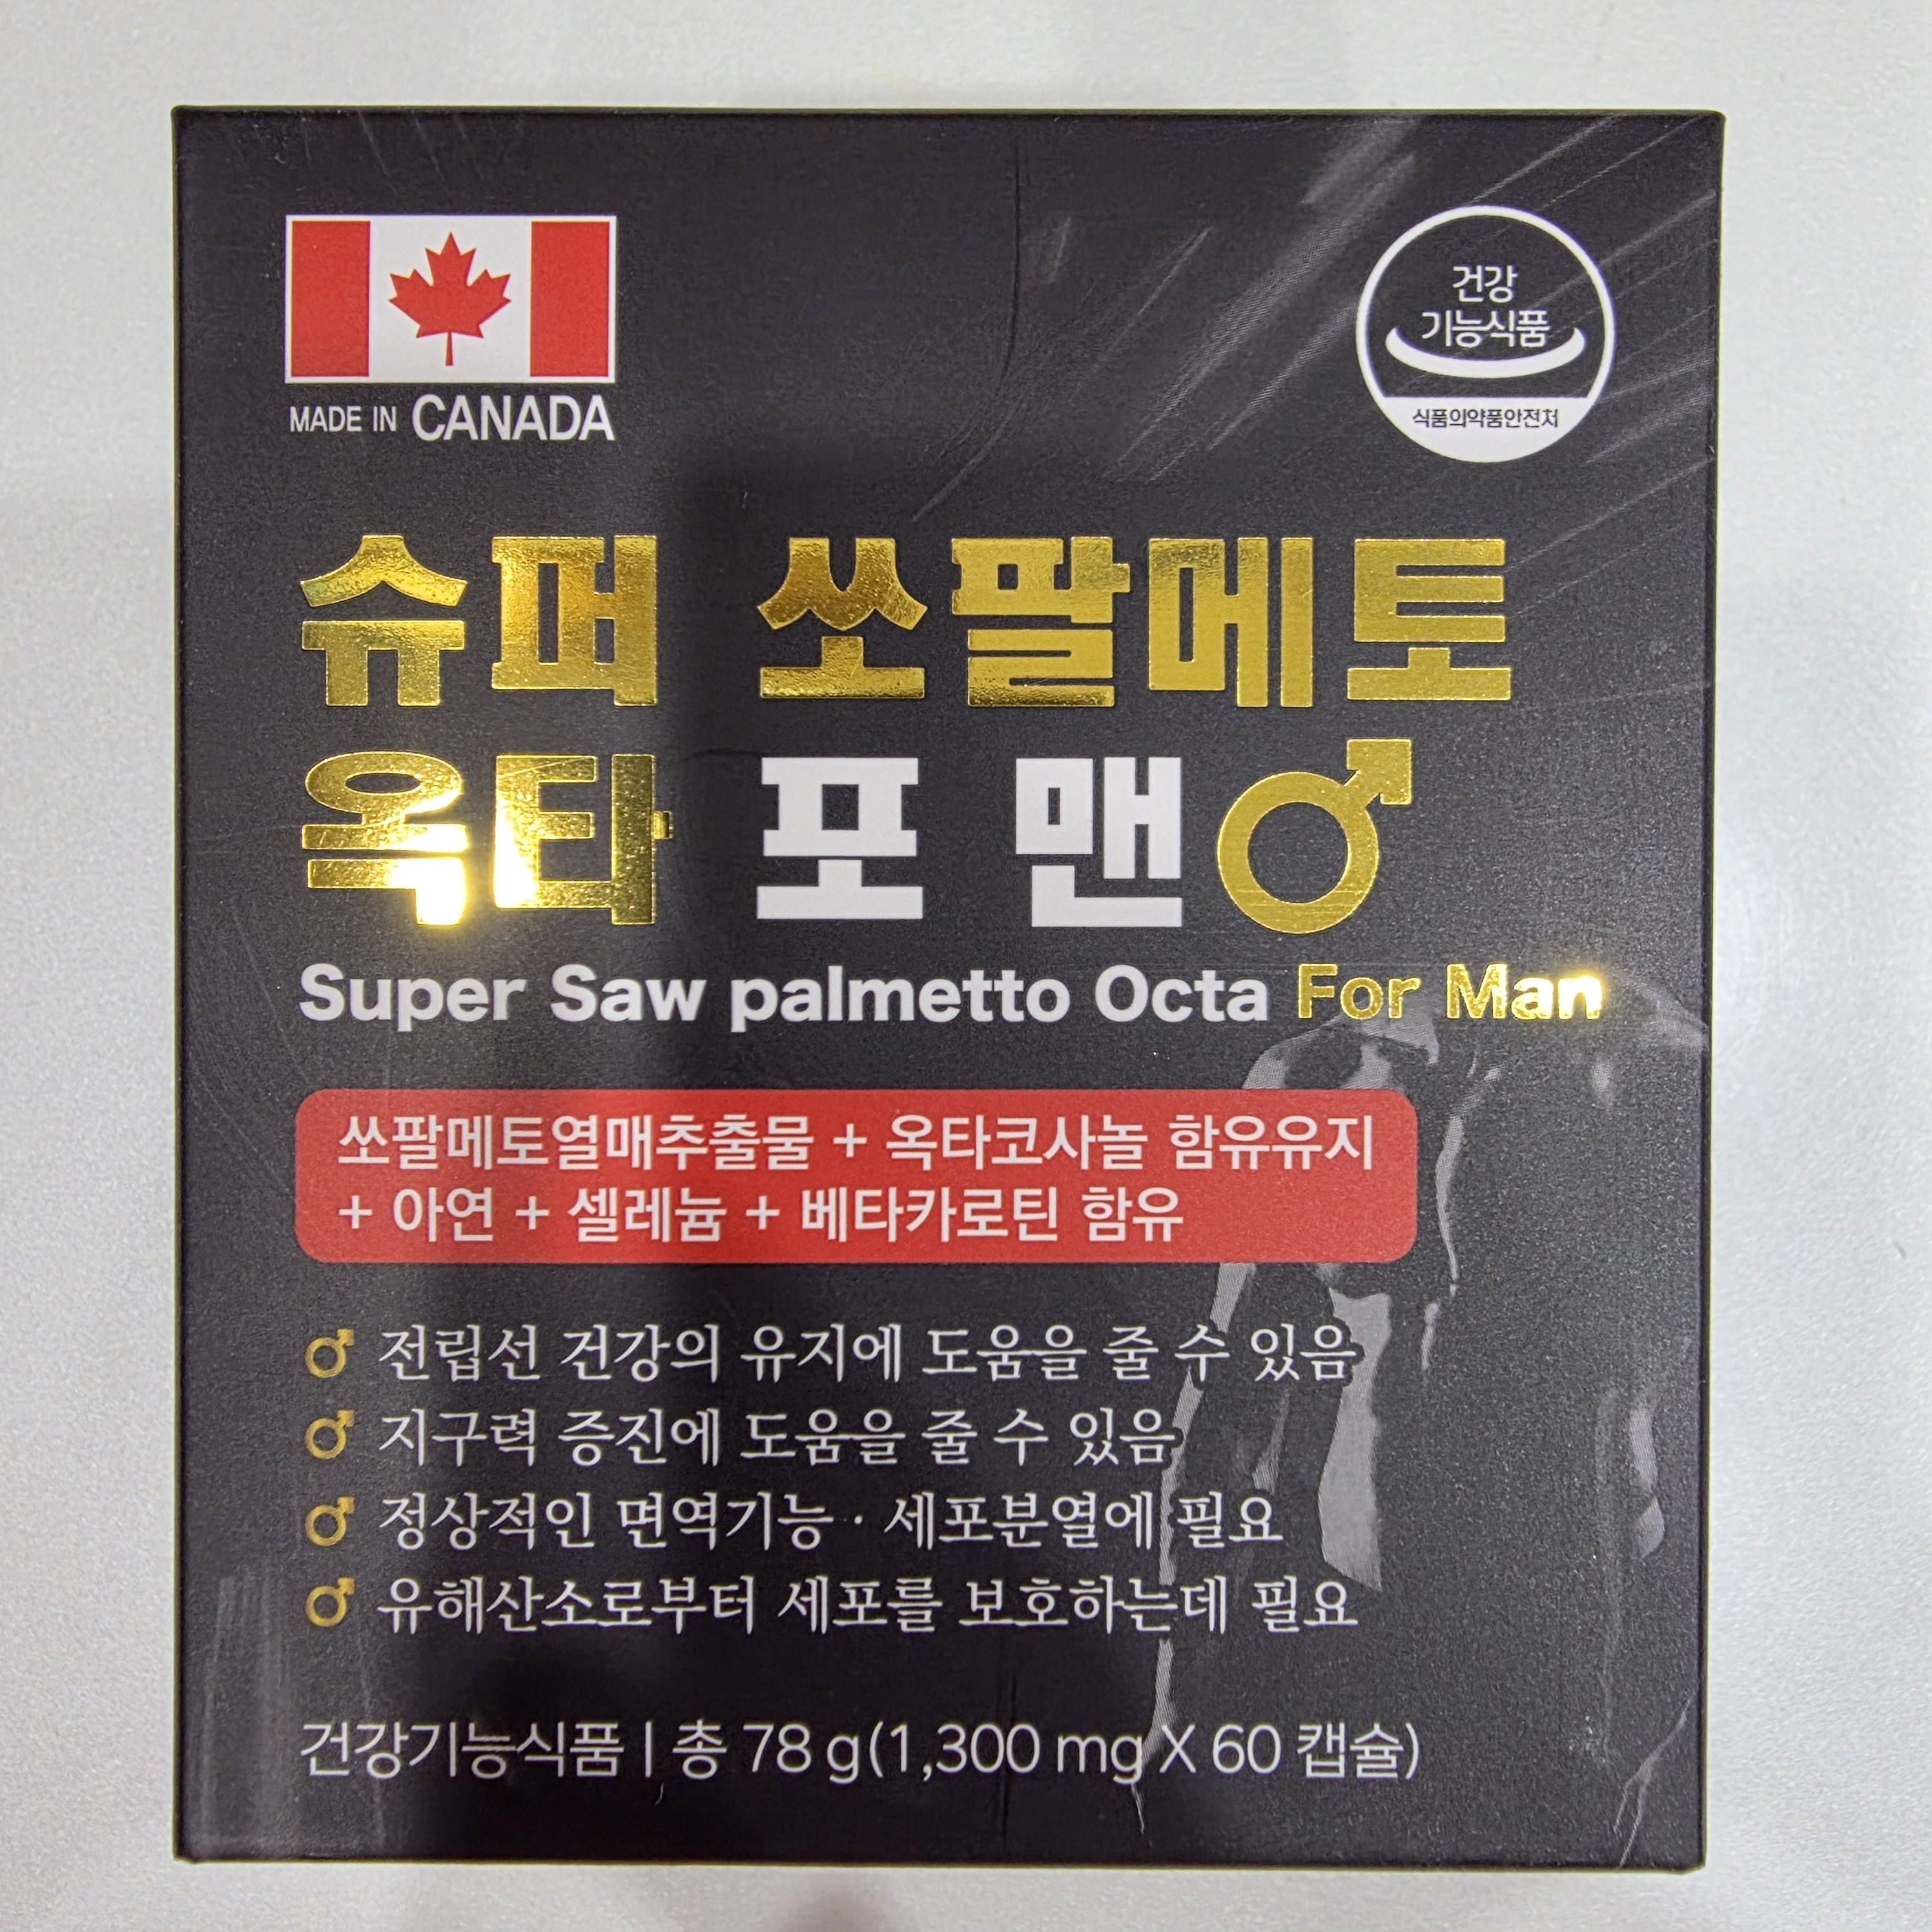 MADE IN CANADA
건강
기능식품
식품의약품안전처
슈퍼 쏘팔메토
옥타 포 맨
Super Saw palmetto Octa For Man
쏘팔메토열매추출물 + 옥타코사놀 함유유지
+ 아연 + 셀레늄 + 베타카로틴 함유
전립선 건강의 유지에 도움을 줄 수 있음
지구력 증진에 도움을 줄 수 있음
정상적인 면역기능 · 세포분열에 필요
유해산소로부터 세포를 보호하는데 필요
건강기능식품 | 총 78 g(1,300 mg X 60 캡슐)